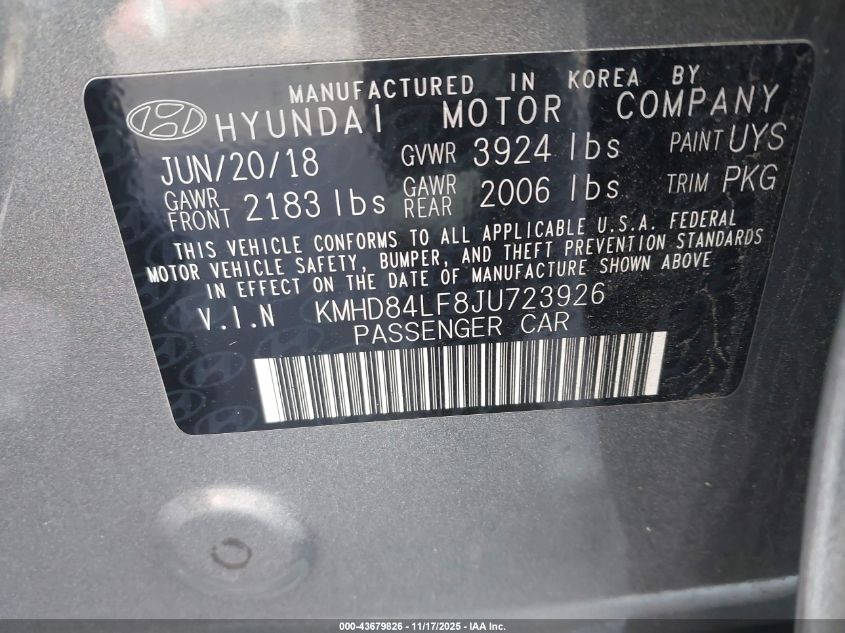 MANUFACTURED IN KOREA BY
HYUNDAI MOTOR COMPANY
JUN/20/18 GVWR 3924 lbs PAINT UYS
GAWR FRONT 2183 lbs GAWR REAR 2006 lbs TRIM PKG
THIS VEHICLE CONFORMS TO ALL APPLICABLE U.S.A. FEDERAL
MOTOR VEHICLE SAFETY, BUMPER, AND THEFT PREVENTION STANDARDS
IN EFFECT ON THE DATE OF MANUFACTURE SHOWN ABOVE
V.I.N KMHD84LF8JU723926
PASSENGER CAR
000-43679826 - 11/17/2025 - IAA Inc.